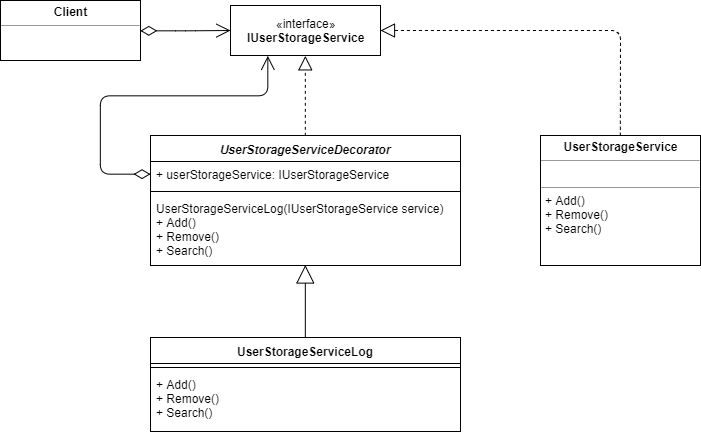 Client
«interface»
IUserStorageService
UserStorageServiceDecorator
+ userStorageService: IUserStorageService
UserStorageServiceLog(IUserStorageService service)
+ Add()
+ Remove()
+ Search()
UserStorageService
+ Add()
+ Remove()
+ Search()
UserStorageServiceLog
+ Add()
+ Remove()
+ Search()